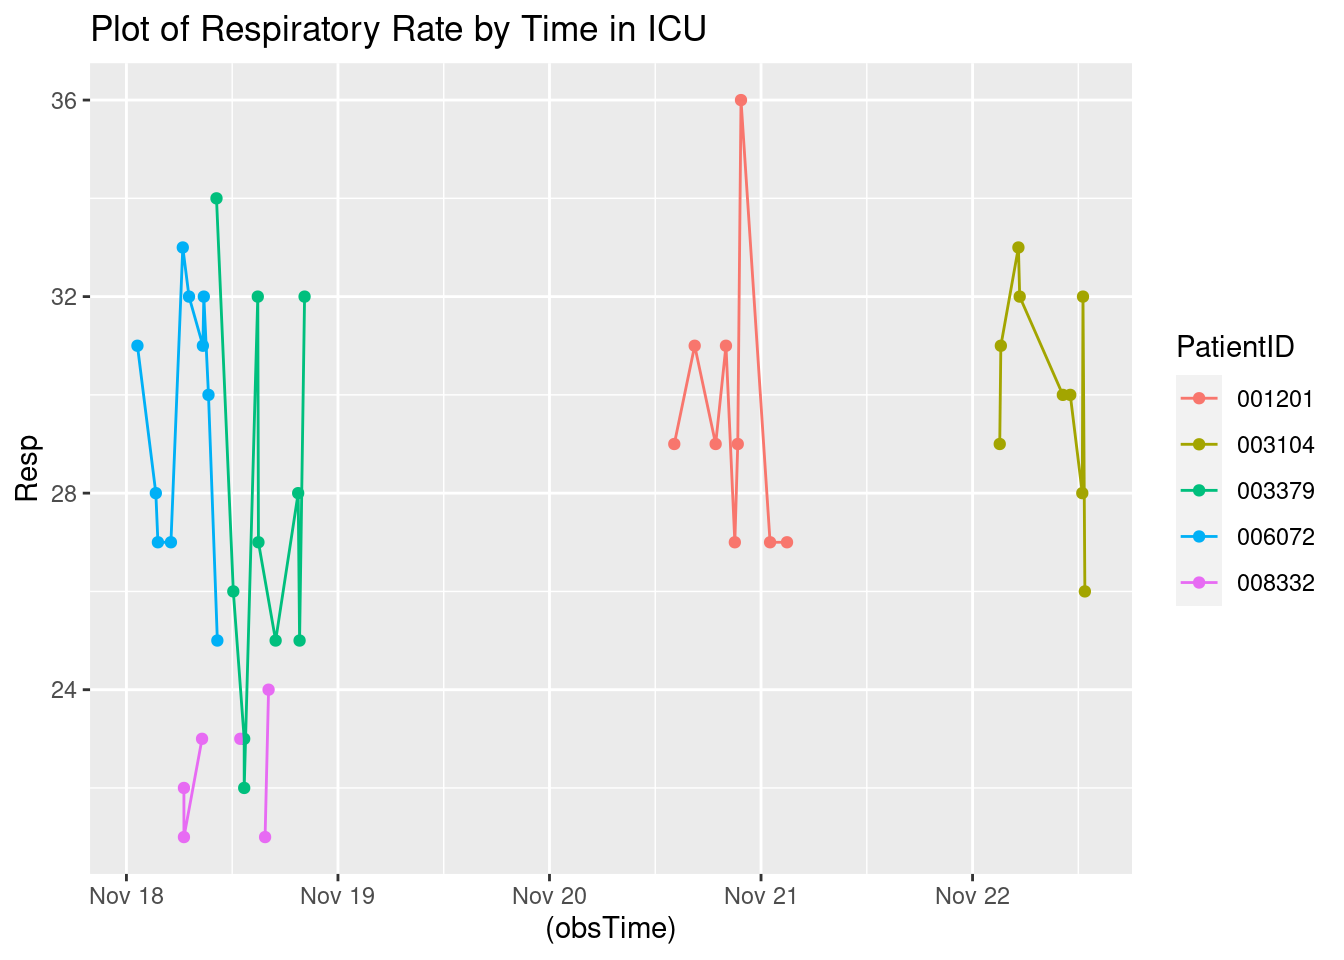 Plot of Respiratory Rate by Time in ICU
36
32
28
24
Resp
Nov 18
Nov 19
Nov 20
Nov 21
Nov 22
(obsTime)
PatientID
001201
003104
003379
006072
008332